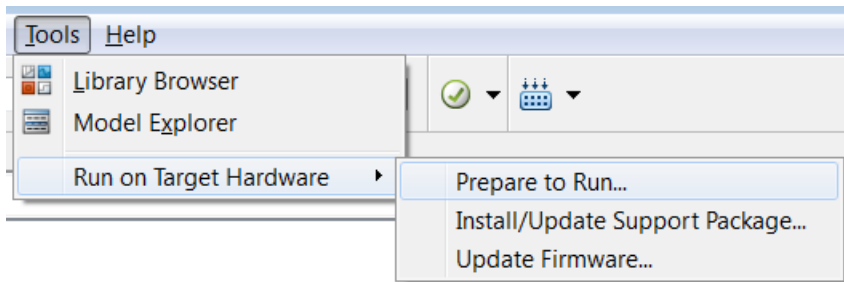 Tools Help
Library Browser
Model Explorer
Run on Target Hardware
Prepare to Run...
Install/Update Support Package...
Update Firmware...